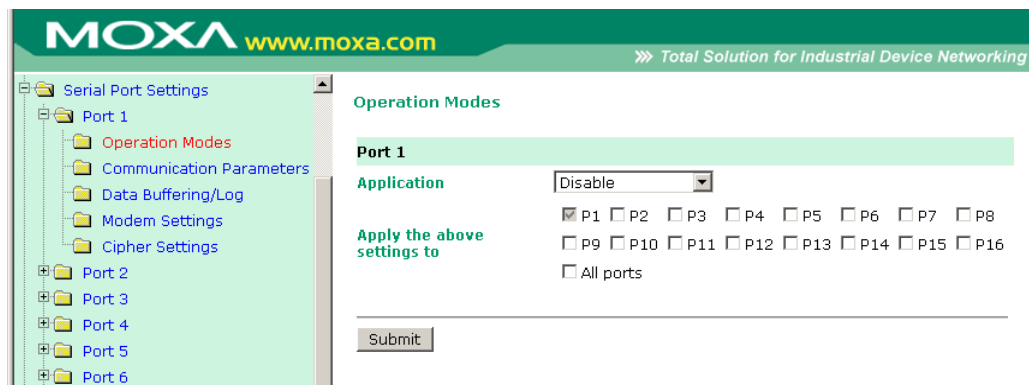 MOXA www.moxa.com
Total Solution for Industrial Device Networking
Serial Port Settings
Port 1
Operation Modes
Communication Parameters
Data Buffering/Log
Modem Settings
Cipher Settings
Port 2
Port 3
Port 4
Port 5
Port 6
Operation Modes
Port 1
Application Disable
Apply the above settings to
P1 P2 P3 P4 P5 P6 P7 P8
P9 P10 P11 P12 P13 P14 P15 P16
All ports
Submit